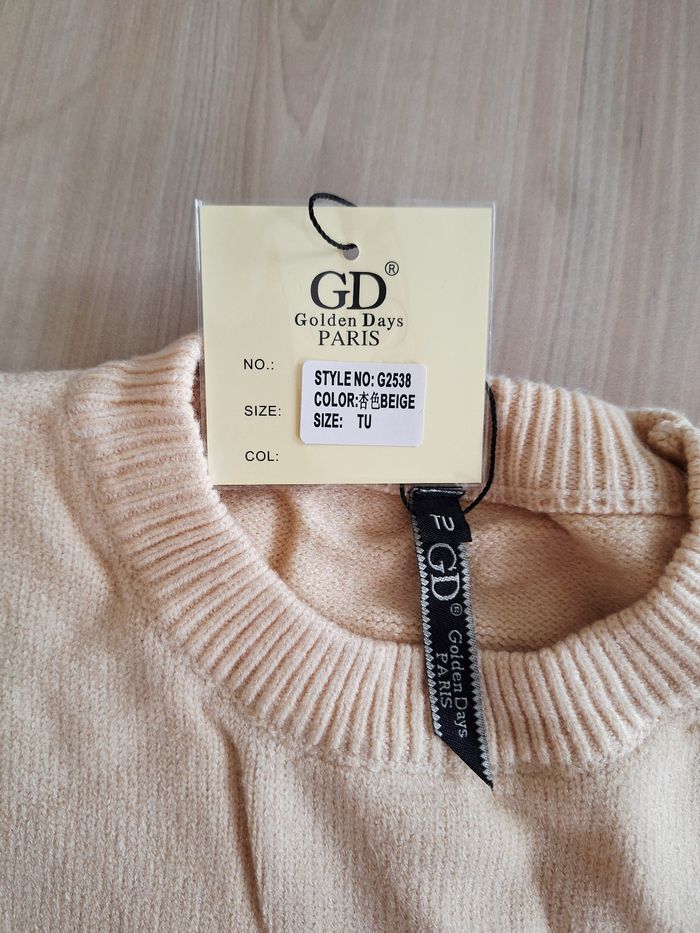 GD®
Golden Days
PARIS
NO.:
STYLE NO: G2538
COLOR:杏色BEIGE
SIZE: TU
SIZE:
COL:
TU
GD®
Golden Days
PARIS